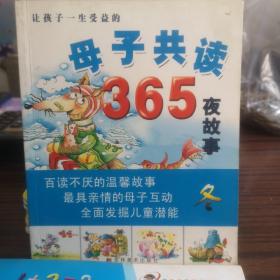 让孩子一生受益的
母子共读
365
夜故事
百读不厌的温馨故事
最具亲情的母子互动
全面发掘儿童潜能
冬